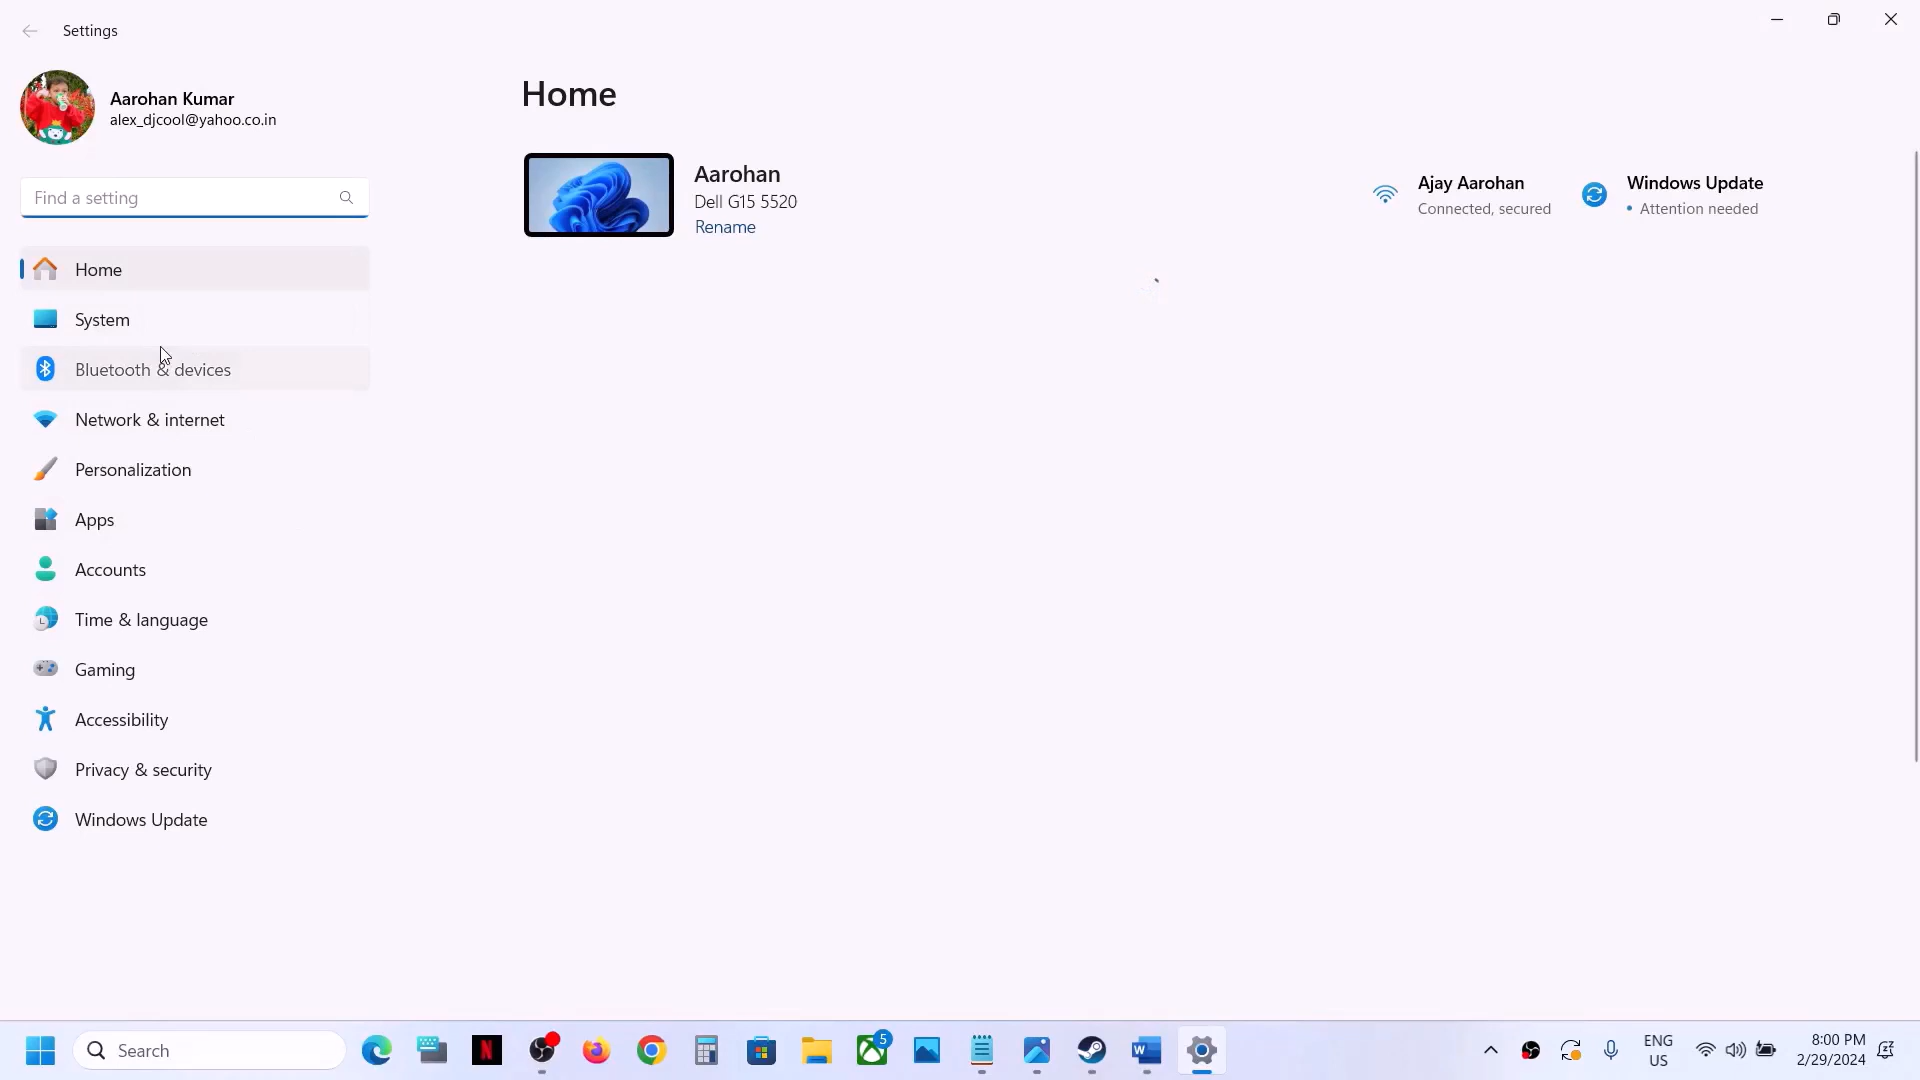 Settings
Aarohan Kumar
alex_djcool@yahoo.co.in
Find a setting
Home
System
Bluetooth & devices
Network & internet
Personalization
Apps
Accounts
Time & language
Gaming
Accessibility
Privacy & security
Windows Update
Home
Aarohan
Dell G15 5520
Rename
Ajay Aarohan
Connected, secured
Windows Update
• Attention needed
Search
5
ENG
US
8:00 PM
2/29/2024